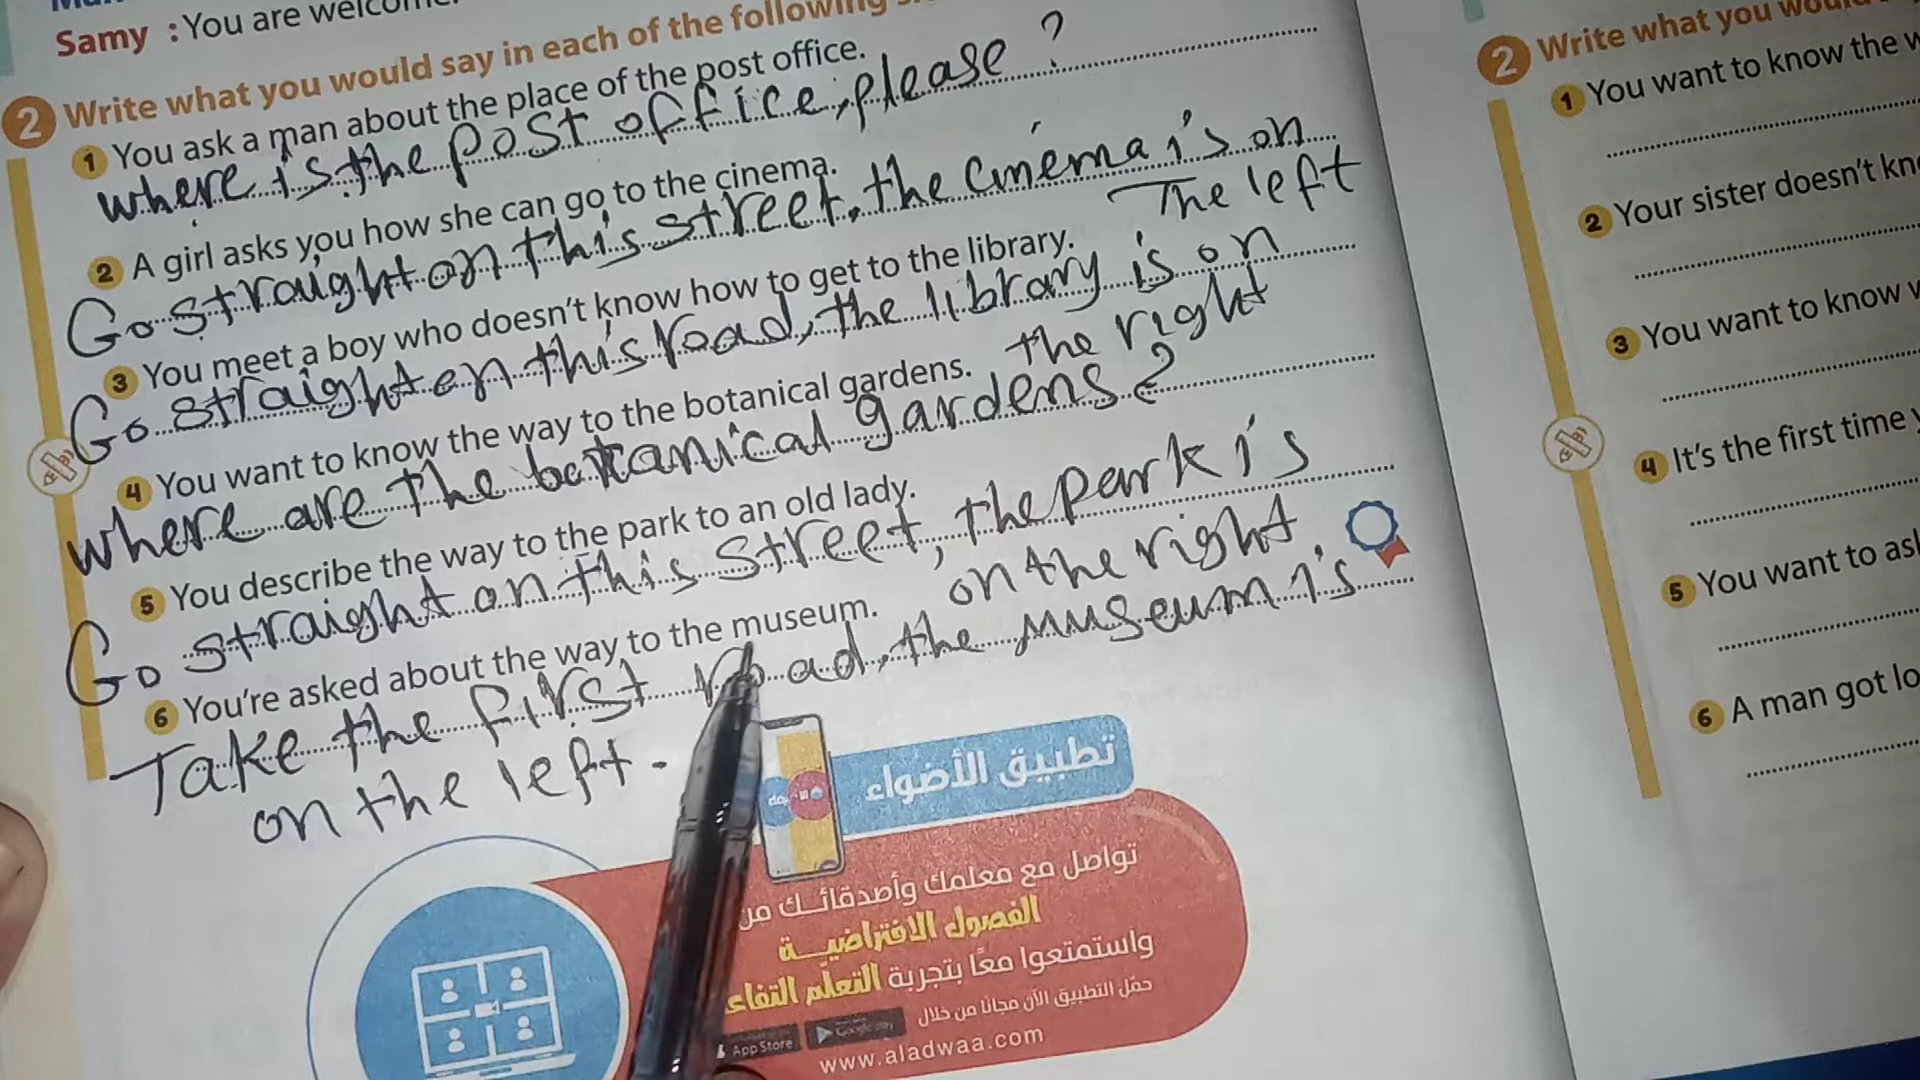 Samy : You are welcome.
2 Write what you would say in each of the following
1 You ask a man about the place of the post office.
where is the post office, please ?
2 A girl asks you how she can go to the cinema.
Go straight on this street, the cinema is on
The left
3 You meet a boy who doesn't know how to get to the library.
Go straight on this road, the library is on
the right
4 You want to know the way to the botanical gardens.
where are the botanical gardens ?
5 You describe the way to the park to an old lady.
Go straight on this street, the park is
on the right.
6 You're asked about the way to the museum.
Take the first road, the museum is
on the left.
تطبيق الأضواء
تواصل مع معلمك وأصدقائك من
الفصول الافتراضية
واستمتعوا معًا بتجربة التعلّم التفا
حمّل التطبيق الآن مجانًا من خلال
App Store Google Play
www.aladwaa.com
2 Write what you would
1 You want to know the
2 Your sister doesn't
3 You want to know
4 It's the first time
5 You want to
6 A man got